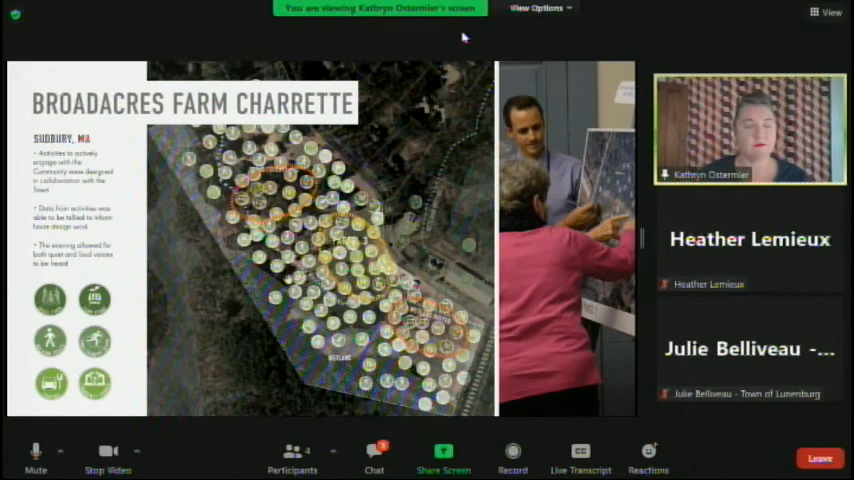 You are viewing Kathryn Ostermier's screen
View Options
View
BROADACRES FARM CHARRETTE
SUDBURY, MA
• Activities to actively
engage with the
Community were designed
in collaboration with the
Town
• Data from activities was
able to be tallied to inform
future design work
• The evening allowed for
both quiet and loud voices
to be heard
WETLAND
Kathryn Ostermier
Heather Lemieux
Heather Lemieux
Julie Belliveau -...
Julie Belliveau - Town of Lunenburg
Mute
Stop Video
4
Participants
Chat
Share Screen
Record
CC
Live Transcript
Reactions
Leave